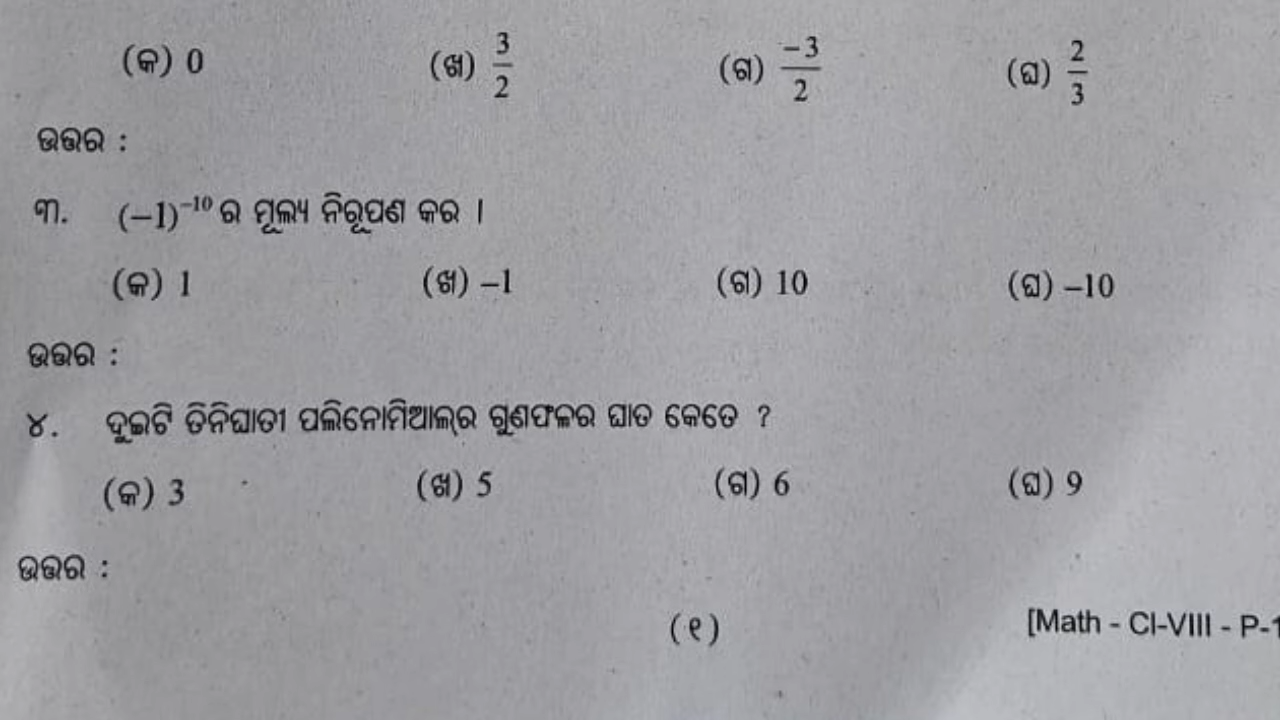 (କ) 0 (ଖ) 3/2 (ଗ) -3/2 (ଘ) 2/3
ଉତ୍ତର :
୩. (–1)⁻¹⁰ ର ମୂଲ୍ୟ ନିରୂପଣ କର ।
(କ) 1 (ଖ) –1 (ଗ) 10 (ଘ) –10
ଉତ୍ତର :
୪. ଦୁଇଟି ତିନିଘାତୀ ପଲିନୋମିଆଲ୍‌ର ଗୁଣଫଳର ଘାତ କେତେ ?
(କ) 3 (ଖ) 5 (ଗ) 6 (ଘ) 9
ଉତ୍ତର :
(୧) [Math - Cl-VIII - P-1